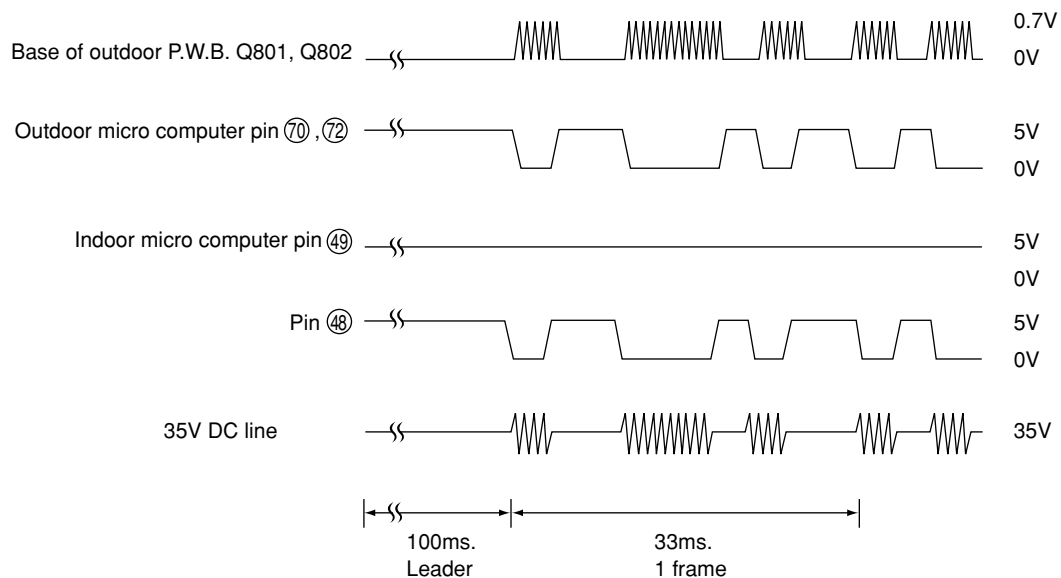 0.7V
Base of outdoor P.W.B. Q801, Q802
0V
Outdoor micro computer pin ⑦⓪ , ⑦②
5V
0V
Indoor micro computer pin ㊾
5V
0V
Pin ㊽
5V
0V
35V DC line
35V
100ms.
Leader
33ms.
1 frame